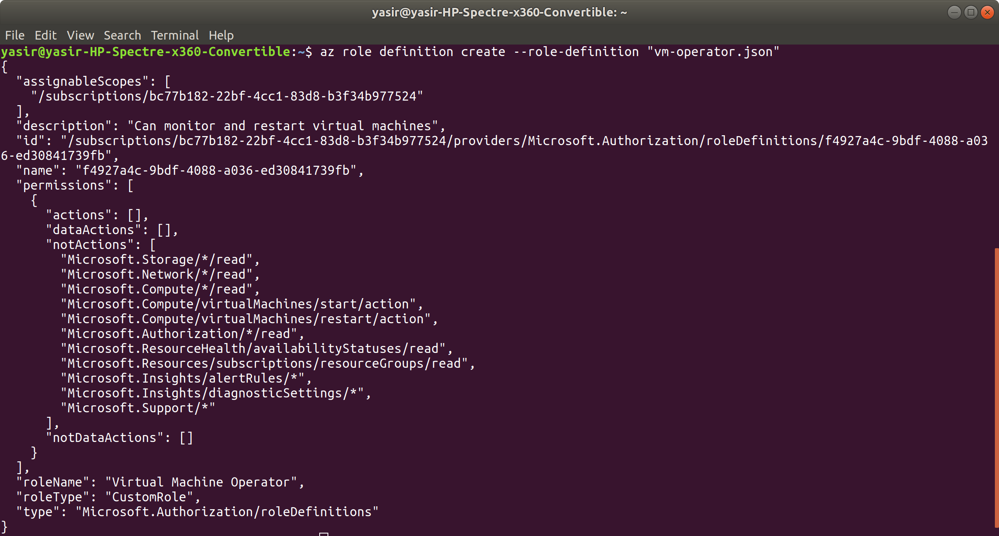 yasir@yasir-HP-Spectre-x360-Convertible: ~
File Edit View Search Terminal Help
yasir@yasir-HP-Spectre-x360-Convertible:~$ az role definition create --role-definition "vm-operator.json"
{
  "assignableScopes": [
    "/subscriptions/bc77b182-22bf-4cc1-83d8-b3f34b977524"
  ],
  "description": "Can monitor and restart virtual machines",
  "id": "/subscriptions/bc77b182-22bf-4cc1-83d8-b3f34b977524/providers/Microsoft.Authorization/roleDefinitions/f4927a4c-9bdf-4088-a03
6-ed30841739fb",
  "name": "f4927a4c-9bdf-4088-a036-ed30841739fb",
  "permissions": [
    {
      "actions": [],
      "dataActions": [],
      "notActions": [
        "Microsoft.Storage/*/read",
        "Microsoft.Network/*/read",
        "Microsoft.Compute/*/read",
        "Microsoft.Compute/virtualMachines/start/action",
        "Microsoft.Compute/virtualMachines/restart/action",
        "Microsoft.Authorization/*/read",
        "Microsoft.ResourceHealth/availabilityStatuses/read",
        "Microsoft.Resources/subscriptions/resourceGroups/read",
        "Microsoft.Insights/alertRules/*",
        "Microsoft.Insights/diagnosticSettings/*",
        "Microsoft.Support/*"
      ],
      "notDataActions": []
    }
  ],
  "roleName": "Virtual Machine Operator",
  "roleType": "CustomRole",
  "type": "Microsoft.Authorization/roleDefinitions"
}